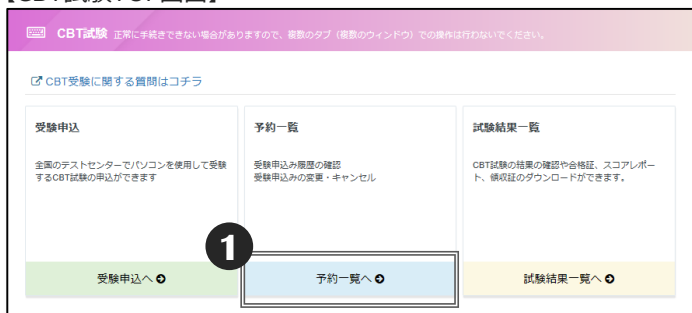 【CBT試験TOP画面】
CBT試験 正常に手続きできない場合がありますので、複数のタブ（複数のウィンドウ）での操作は行わないでください。
CBT受験に関する質問はコチラ
受験申込
全国のテストセンターでパソコンを使用して受験
するCBT試験の申込ができます
受験申込へ
予約一覧
受験申込み履歴の確認
受験申込みの変更・キャンセル
1
予約一覧へ
試験結果一覧
CBT試験の結果の確認や合格証、スコアレポー
ト、領収証のダウンロードができます。
試験結果一覧へ